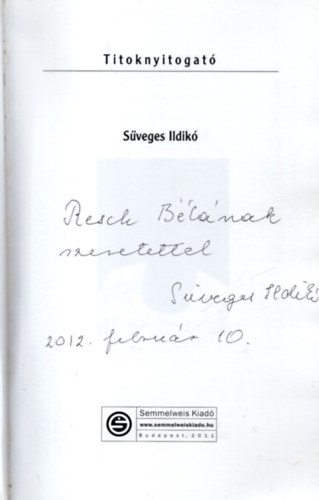 Titoknyitogató
Süveges Ildikó
Resch Bélának
szeretettel
Süveges Ildikó
2012. február 10.
Semmelweis Kiadó
www.semmelweiskiado.hu
Budapest, 2011